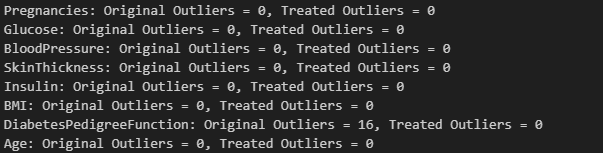 Pregnancies: Original Outliers = 0, Treated Outliers = 0
Glucose: Original Outliers = 0, Treated Outliers = 0
BloodPressure: Original Outliers = 0, Treated Outliers = 0
SkinThickness: Original Outliers = 0, Treated Outliers = 0
Insulin: Original Outliers = 0, Treated Outliers = 0
BMI: Original Outliers = 0, Treated Outliers = 0
DiabetesPedigreeFunction: Original Outliers = 16, Treated Outliers = 0
Age: Original Outliers = 0, Treated Outliers = 0